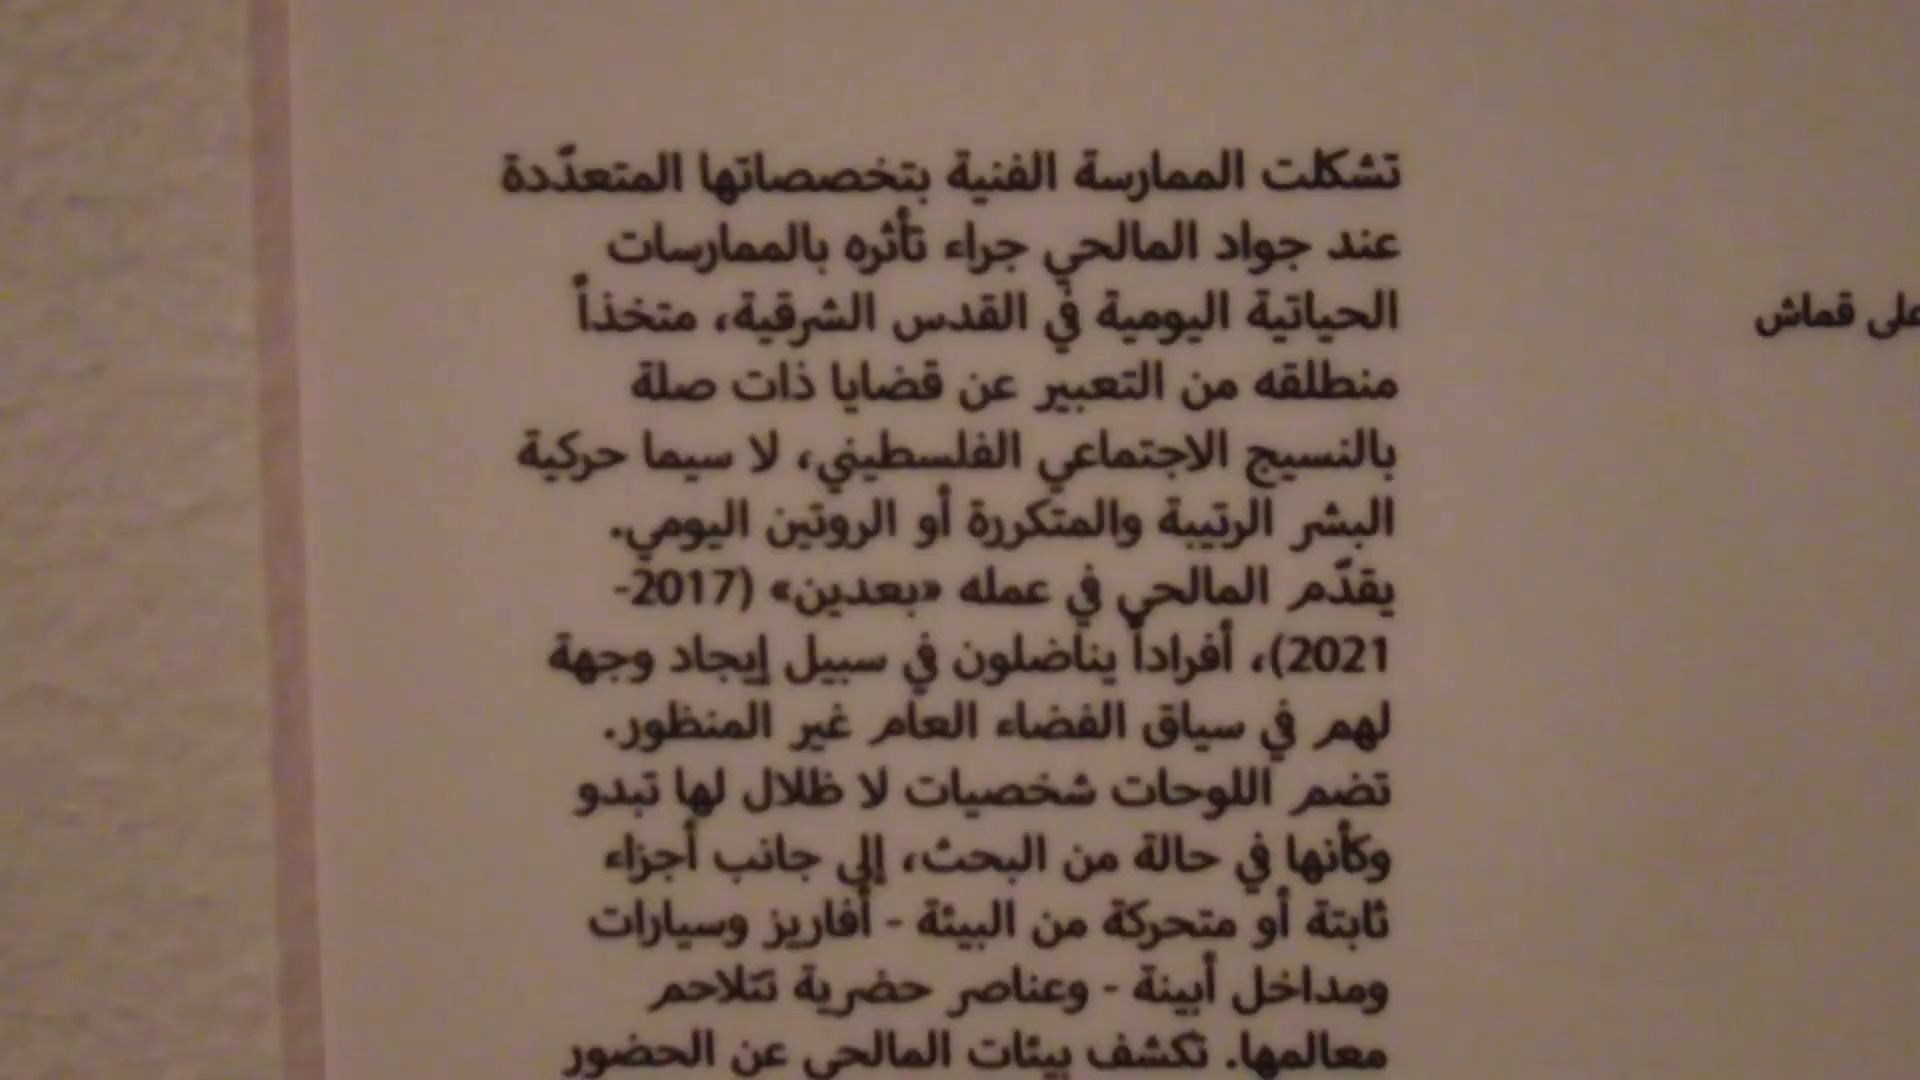 تشكلت الممارسة الفنية بتخصصاتها المتعدّدة
عند جواد المالحي جراء تأثره بالممارسات
الحياتية اليومية في القدس الشرقية، متخذاً
منطلقه من التعبير عن قضايا ذات صلة
بالنسيج الاجتماعي الفلسطيني، لا سيما حركية
البشر الرتيبة والمتكررة أو الروتين اليومي.
يقدّم المالحي في عمله «بعدين» (2017-
2021)، أفراداً يناضلون في سبيل إيجاد وجهة
لهم في سياق الفضاء العام غير المنظور.
تضم اللوحات شخصيات لا ظلال لها تبدو
وكأنها في حالة من البحث، إلى جانب أجزاء
ثابتة أو متحركة من البيئة - أفاريز وسيارات
ومداخل أبينة - وعناصر حضرية تتلاحم
معالمها. تكشف بيئات المالحي عن الحضور
على قماش